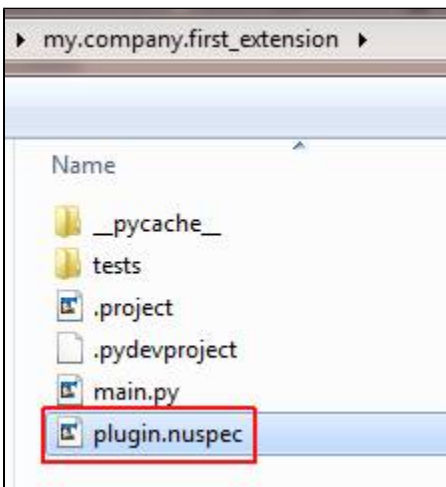 my.company.first_extension
Name
__pycache__
tests
.project
.pydevproject
main.py
plugin.nuspec